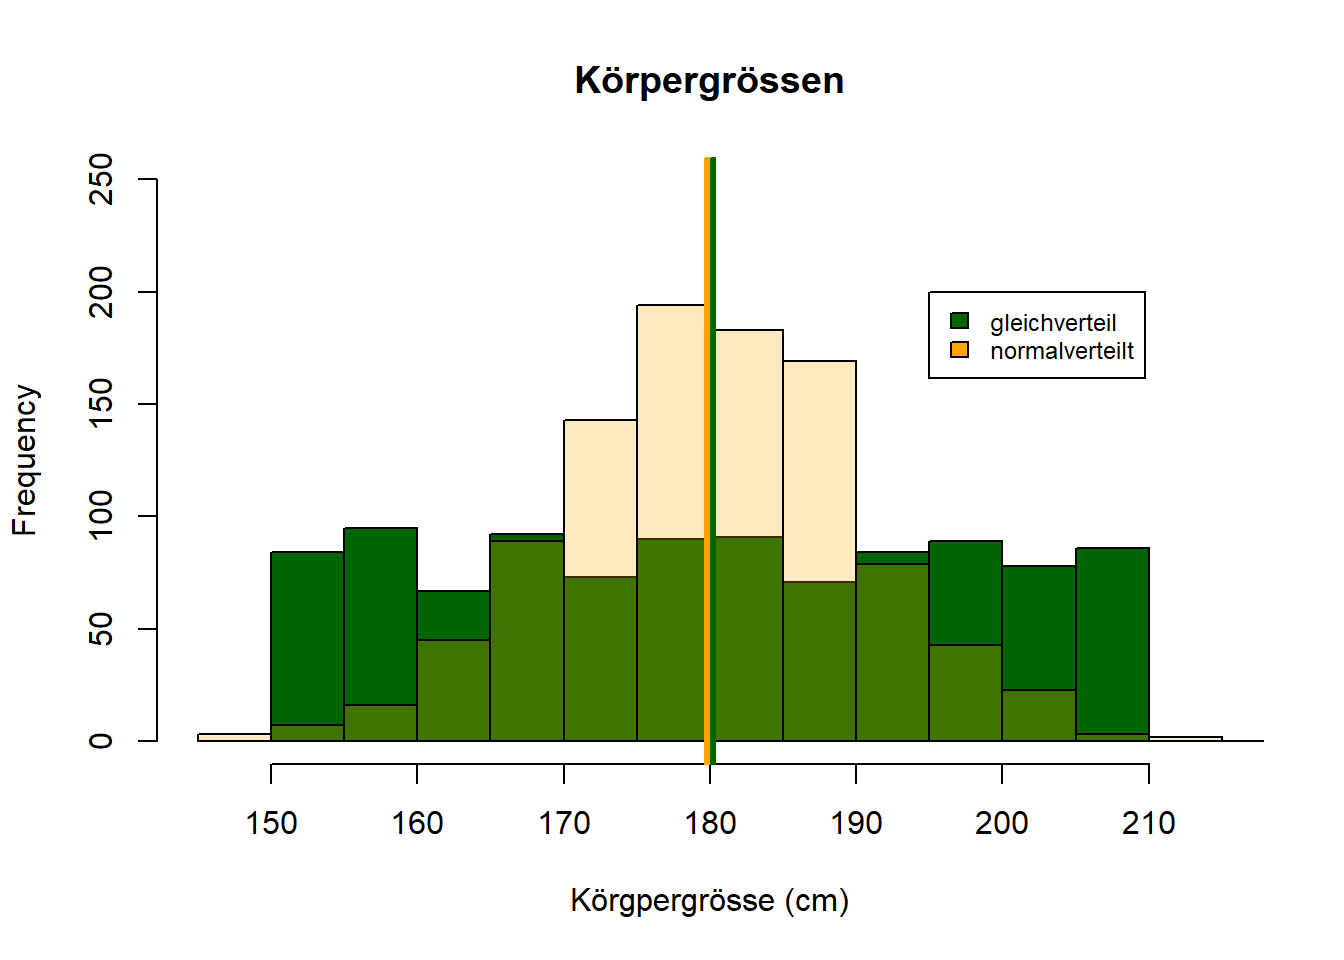 Körpergrössen
Frequency
250
200
150
100
50
0
gleichverteil
normalverteilt
150 160 170 180 190 200 210
Körgpergrösse (cm)